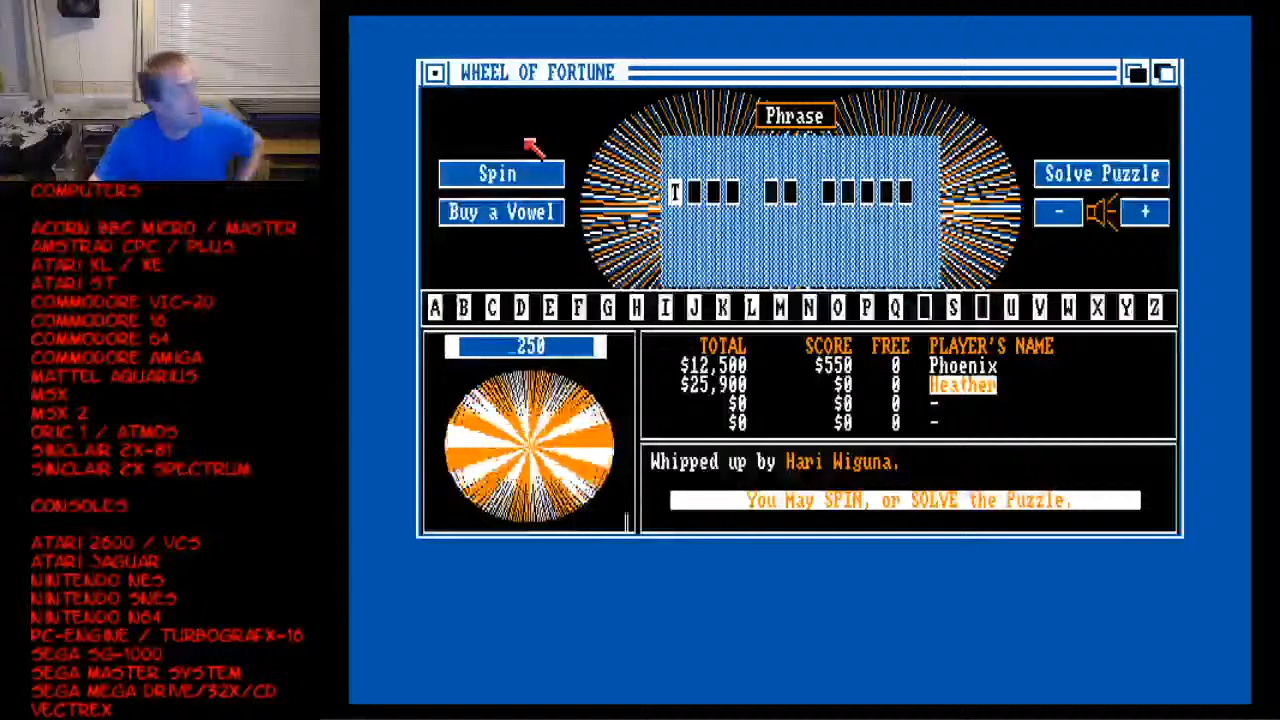 WHEEL OF FORTUNE
Phrase
Spin
Solve Puzzle
T
Buy a Vowel
- +
A B C D E F G H I J K L M N O P Q S U V W X Y Z
250
TOTAL SCORE FREE PLAYER'S NAME
$12,500 $550 0 Phoenix
$25,900 $0 0 Heather
$0 $0 0 -
$0 $0 0 -
Whipped up by Hari Wiguna.
You May SPIN, or SOLVE the Puzzle.
COMPUTERS
ACORN BBC MICRO / MASTER
AMSTRAD CPC / PLUS
ATARI XL / XE
ATARI ST
COMMODORE VIC-20
COMMODORE 16
COMMODORE 64
COMMODORE AMIGA
MATTEL AQUARIUS
MSX
MSX 2
ORIC 1 / ATMOS
SINCLAIR ZX-81
SINCLAIR ZX SPECTRUM
CONSOLES
ATARI 2600 / VCS
ATARI JAGUAR
NINTENDO NES
NINTENDO SNES
NINTENDO N64
PC-ENGINE / TURBOGRAFX-16
SEGA SG-1000
SEGA MASTER SYSTEM
SEGA MEGA DRIVE/32X/CD
VECTREX